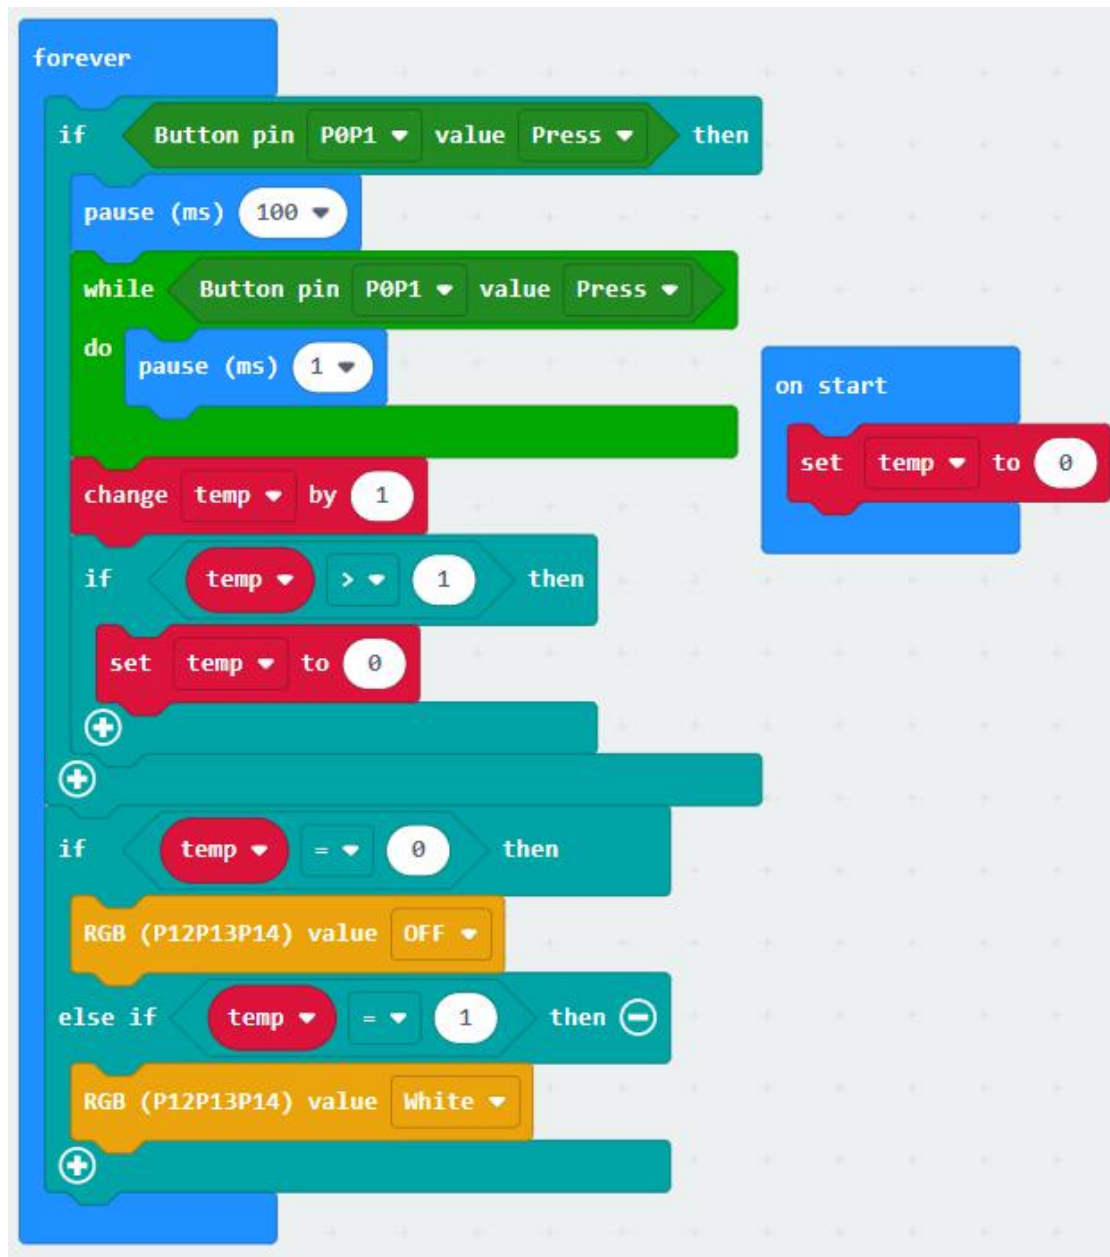 forever
if Button pin P0P1 value Press then
pause (ms) 100
while Button pin P0P1 value Press
do pause (ms) 1
change temp by 1
if temp > 1 then
set temp to 0
if temp = 0 then
RGB (P12P13P14) value OFF
else if temp = 1 then
RGB (P12P13P14) value White
on start
set temp to 0